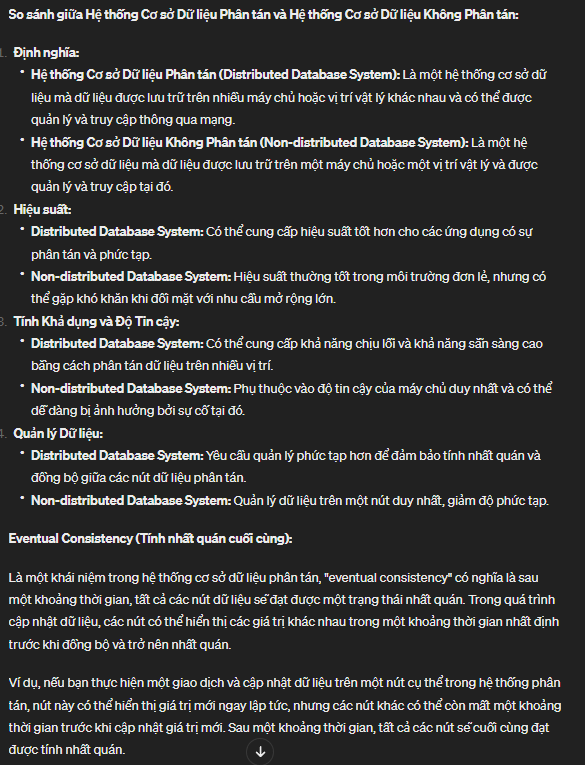 So sánh giữa Hệ thống Cơ sở Dữ liệu Phân tán và Hệ thống Cơ sở Dữ liệu Không Phân tán:
1. Định nghĩa:
• Hệ thống Cơ sở Dữ liệu Phân tán (Distributed Database System): Là một hệ thống cơ sở dữ
liệu mà dữ liệu được lưu trữ trên nhiều máy chủ hoặc vị trí vật lý khác nhau và có thể được
quản lý và truy cập thông qua mạng.
• Hệ thống Cơ sở Dữ liệu Không Phân tán (Non-distributed Database System): Là một hệ
thống cơ sở dữ liệu mà dữ liệu được lưu trữ trên một máy chủ hoặc một vị trí vật lý và được
quản lý và truy cập tại đó.
2. Hiệu suất:
• Distributed Database System: Có thể cung cấp hiệu suất tốt hơn cho các ứng dụng có sự
phân tán và phức tạp.
• Non-distributed Database System: Hiệu suất thường tốt trong môi trường đơn lẻ, nhưng có
thể gặp khó khăn khi đối mặt với nhu cầu mở rộng lớn.
3. Tính Khả dụng và Độ Tin cậy:
• Distributed Database System: Có thể cung cấp khả năng chịu lỗi và khả năng sẵn sàng cao
bằng cách phân tán dữ liệu trên nhiều vị trí.
• Non-distributed Database System: Phụ thuộc vào độ tin cậy của máy chủ duy nhất và có thể
dễ dàng bị ảnh hưởng bởi sự cố tại đó.
4. Quản lý Dữ liệu:
• Distributed Database System: Yêu cầu quản lý phức tạp hơn để đảm bảo tính nhất quán và
đồng bộ giữa các nút dữ liệu phân tán.
• Non-distributed Database System: Quản lý dữ liệu trên một nút duy nhất, giảm độ phức tạp.
Eventual Consistency (Tính nhất quán cuối cùng):
Là một khái niệm trong hệ thống cơ sở dữ liệu phân tán, "eventual consistency" có nghĩa là sau
một khoảng thời gian, tất cả các nút dữ liệu sẽ đạt được một trạng thái nhất quán. Trong quá trình
cập nhật dữ liệu, các nút có thể hiển thị các giá trị khác nhau trong một khoảng thời gian nhất định
trước khi đồng bộ và trở nên nhất quán.
Ví dụ, nếu bạn thực hiện một giao dịch và cập nhật dữ liệu trên một nút cụ thể trong hệ thống phân
tán, nút này có thể hiển thị giá trị mới ngay lập tức, nhưng các nút khác có thể còn mất một khoảng
thời gian trước khi cập nhật giá trị mới. Sau một khoảng thời gian, tất cả các nút sẽ cuối cùng đạt
được tính nhất quán.